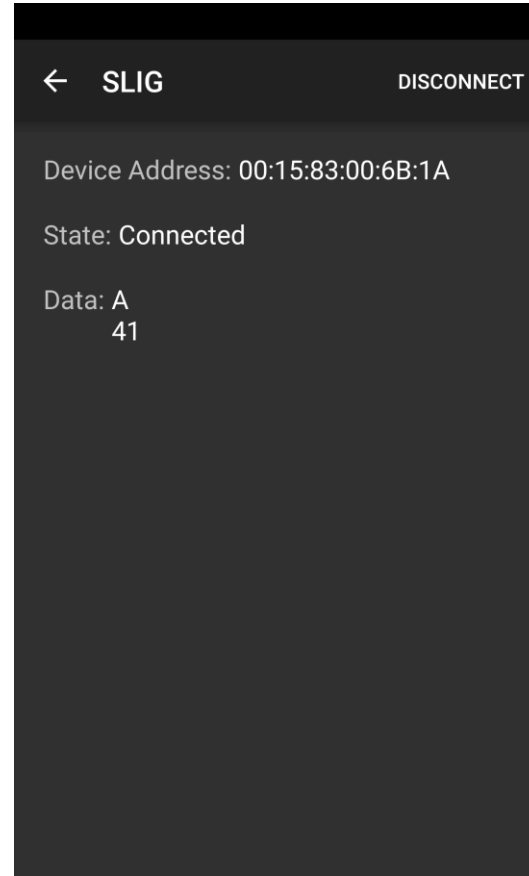 SLIG DISCONNECT
Device Address: 00:15:83:00:6B:1A
State: Connected
Data: A
41